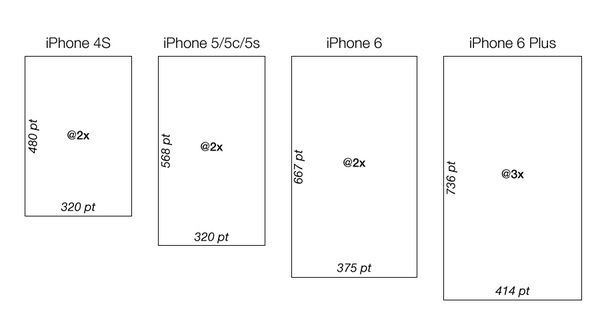 iPhone 4S
480 pt
@2x
320 pt
iPhone 5/5c/5s
568 pt
@2x
320 pt
iPhone 6
667 pt
@2x
375 pt
iPhone 6 Plus
736 pt
@3x
414 pt